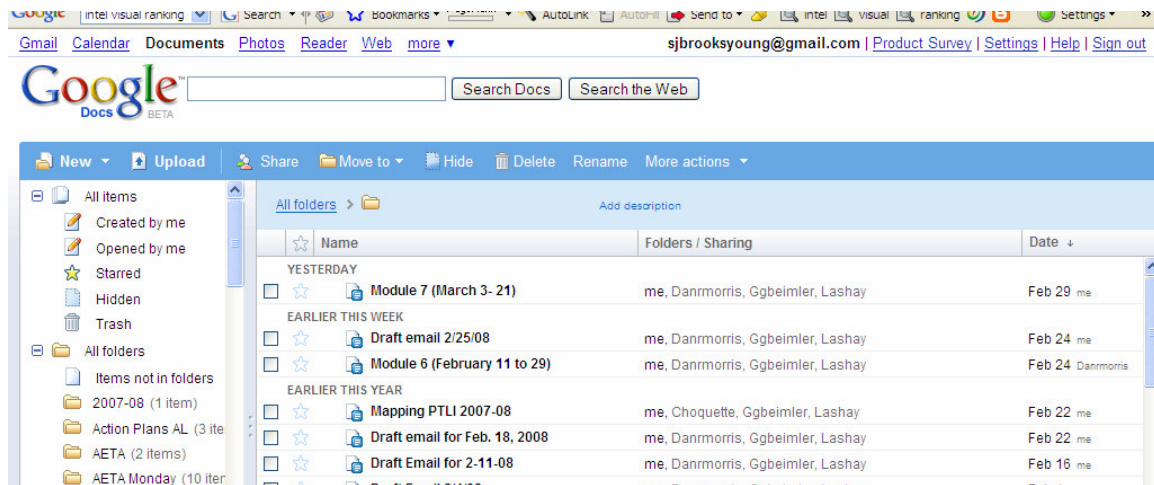 Google intel visual ranking G Search Bookmarks AutoLink AutoFill Send to intel visual ranking Settings »
Gmail Calendar Documents Photos Reader Web more ▼ sjbrooksyoung@gmail.com | Product Survey | Settings | Help | Sign out
Google™ Search Docs Search the Web
Docs BETA
New Upload Share Move to Hide Delete Rename More actions
All items
Created by me
Opened by me
Starred
Hidden
Trash
All folders
Items not in folders
2007-08 (1 item)
Action Plans AL (3 ite
AETA (2 items)
AETA Monday (10 iter
All folders > Add description
Name Folders / Sharing Date ↓
YESTERDAY
Module 7 (March 3- 21) me, Danrmorris, Ggbeimler, Lashay Feb 29 me
EARLIER THIS WEEK
Draft email 2/25/08 me, Danrmorris, Ggbeimler, Lashay Feb 24 me
Module 6 (February 11 to 29) me, Danrmorris, Ggbeimler, Lashay Feb 24 Danrmorris
EARLIER THIS YEAR
Mapping PTLI 2007-08 me, Choquette, Ggbeimler, Lashay Feb 22 me
Draft email for Feb. 18, 2008 me, Danrmorris, Ggbeimler, Lashay Feb 22 me
Draft Email for 2-11-08 me, Danrmorris, Ggbeimler, Lashay Feb 16 me